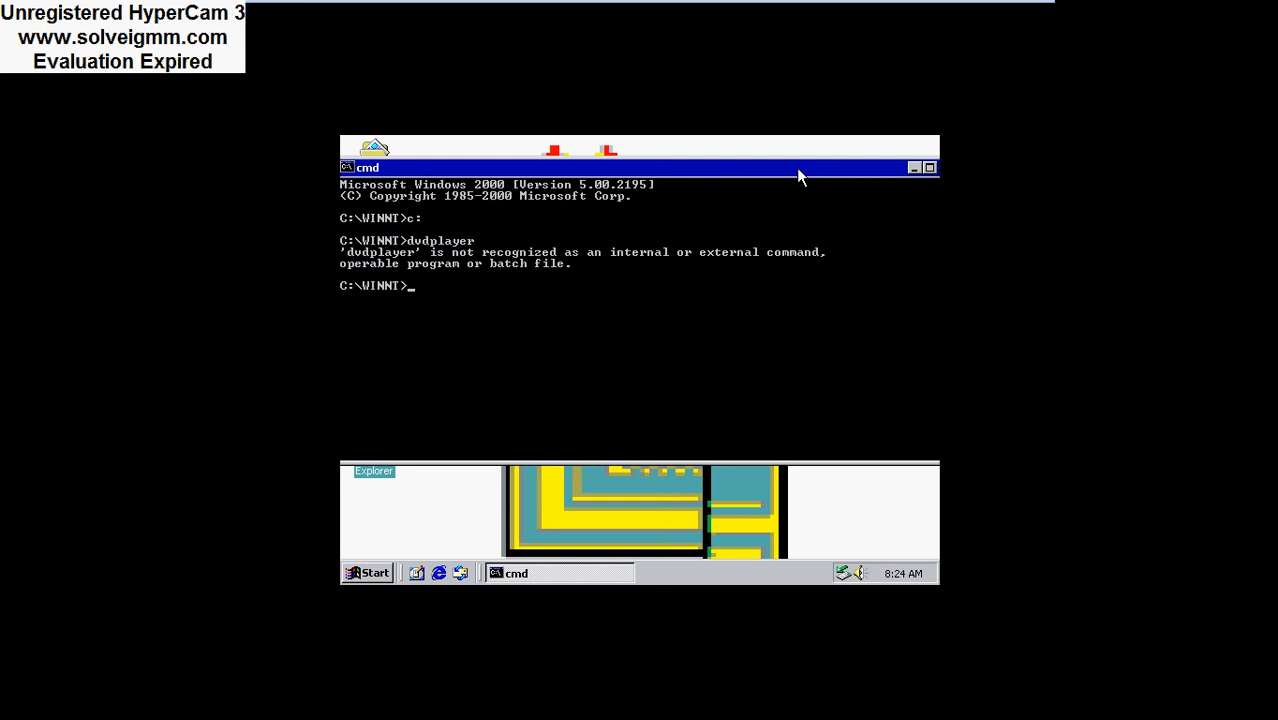 Unregistered HyperCam 3
www.solveigmm.com
Evaluation Expired
cmd
Microsoft Windows 2000 [Version 5.00.2195]
(C) Copyright 1985-2000 Microsoft Corp.
C:\WINNT>c:
C:\WINNT>dvdplayer
'dvdplayer' is not recognized as an internal or external command,
operable program or batch file.
C:\WINNT>_
Explorer
Start
cmd
8:24 AM